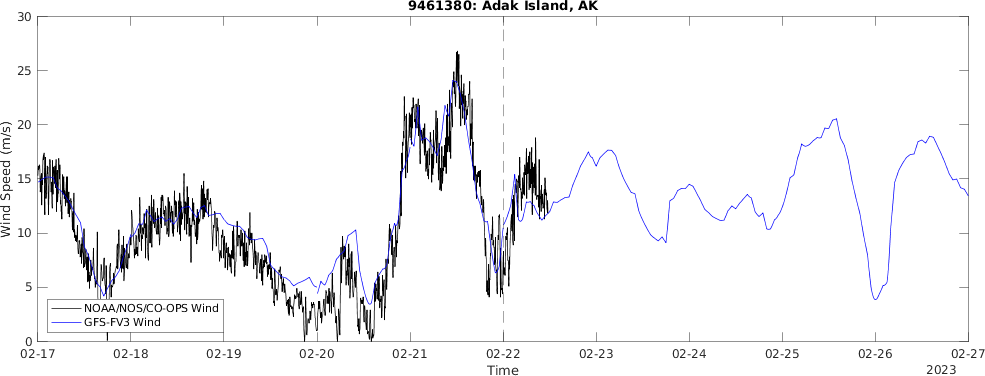 9461380: Adak Island, AK
Wind Speed (m/s)
30
25
20
15
10
5
0
NOAA/NOS/CO-OPS Wind
GFS-FV3 Wind
02-17 02-18 02-19 02-20 02-21 02-22 02-23 02-24 02-25 02-26 02-27
Time
2023